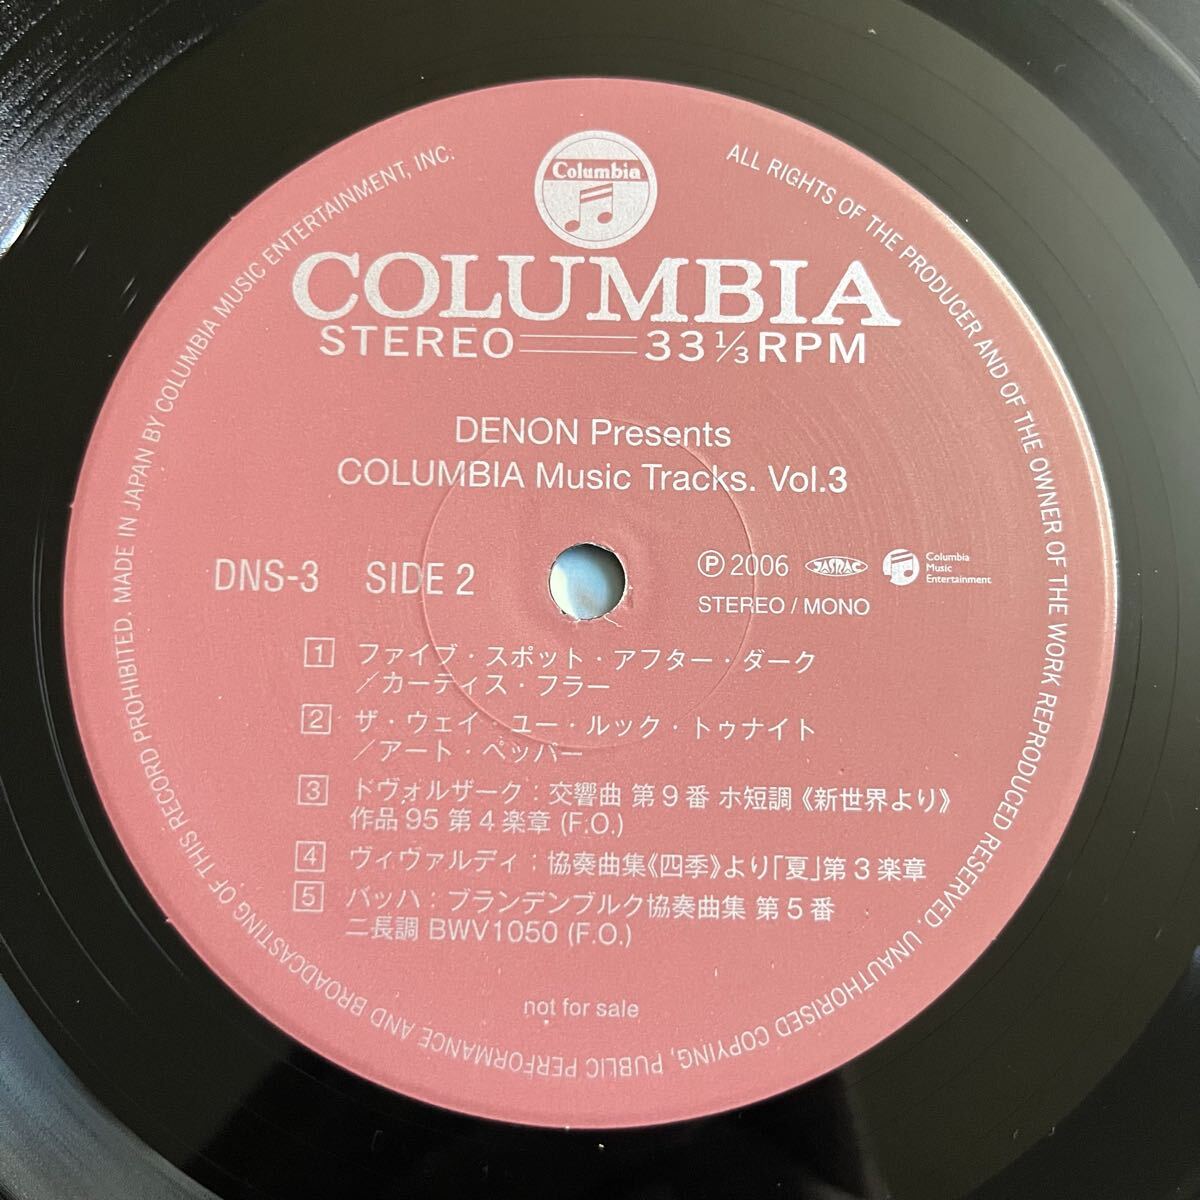 Columbia
COLUMBIA
STEREO 33 1/3 RPM
DENON Presents
COLUMBIA Music Tracks. Vol.3
DNS-3 SIDE 2
Ⓟ2006 JASRAC Columbia Music Entertainment
STEREO / MONO
1 ファイブ・スポット・アフター・ダーク
／カーティス・フラー
2 ザ・ウェイ・ユー・ルック・トゥナイト
／アート・ペッパー
3 ドヴォルザーク：交響曲 第9番 ホ短調《新世界より》
作品95 第4楽章 (F.O.)
4 ヴィヴァルディ：協奏曲集《四季》より「夏」第3楽章
5 バッハ：ブランデンブルク協奏曲集 第5番
ニ長調 BWV1050 (F.O.)
not for sale
ALL RIGHTS OF THE PRODUCER AND OF THE OWNER OF THE WORK REPRODUCED RESERVED. UNAUTHORISED COPYING, PUBLIC PERFORMANCE AND BROADCASTING OF THIS RECORD PROHIBITED. MADE IN JAPAN BY COLUMBIA MUSIC ENTERTAINMENT, INC.